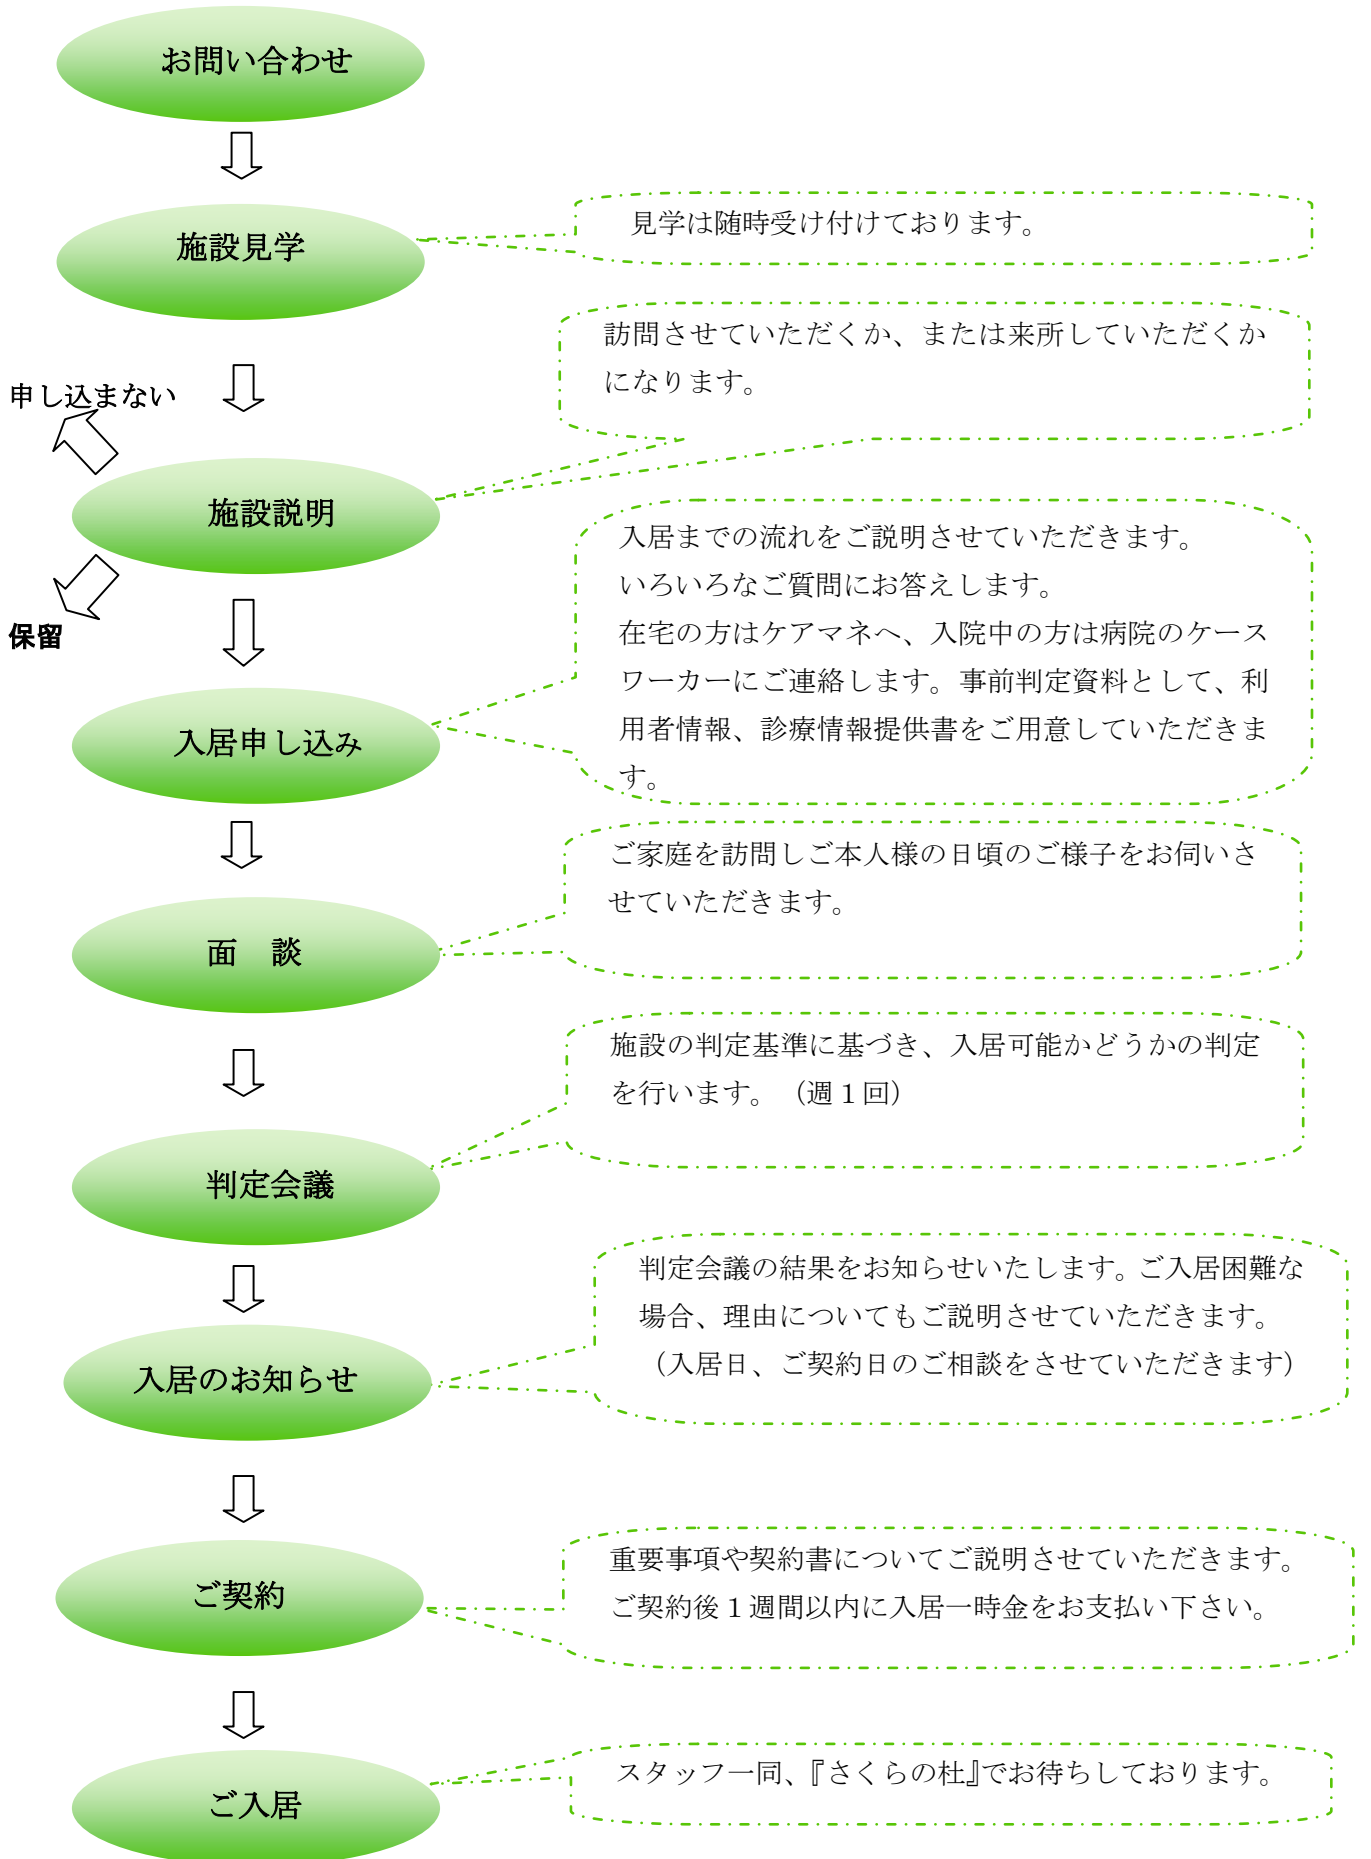 お問い合わせ
施設見学
見学は随時受け付けております。
訪問させていただくか、または来所していただくか
になります。
申し込まない
施設説明
保留
入居までの流れをご説明させていただきます。
いろいろなご質問にお答えします。
在宅の方はケアマネへ、入院中の方は病院のケース
ワーカーにご連絡します。事前判定資料として、利
用者情報、診療情報提供書をご用意していただきま
す。
入居申し込み
ご家庭を訪問しご本人様の日頃のご様子をお伺いさ
せていただきます。
面　談
施設の判定基準に基づき、入居可能かどうかの判定
を行います。（週１回）
判定会議
判定会議の結果をお知らせいたします。ご入居困難な
場合、理由についてもご説明させていただきます。
（入居日、ご契約日のご相談をさせていただきます）
入居のお知らせ
重要事項や契約書についてご説明させていただきます。
ご契約後１週間以内に入居一時金をお支払い下さい。
ご契約
スタッフ一同、『さくらの杜』でお待ちしております。
ご入居